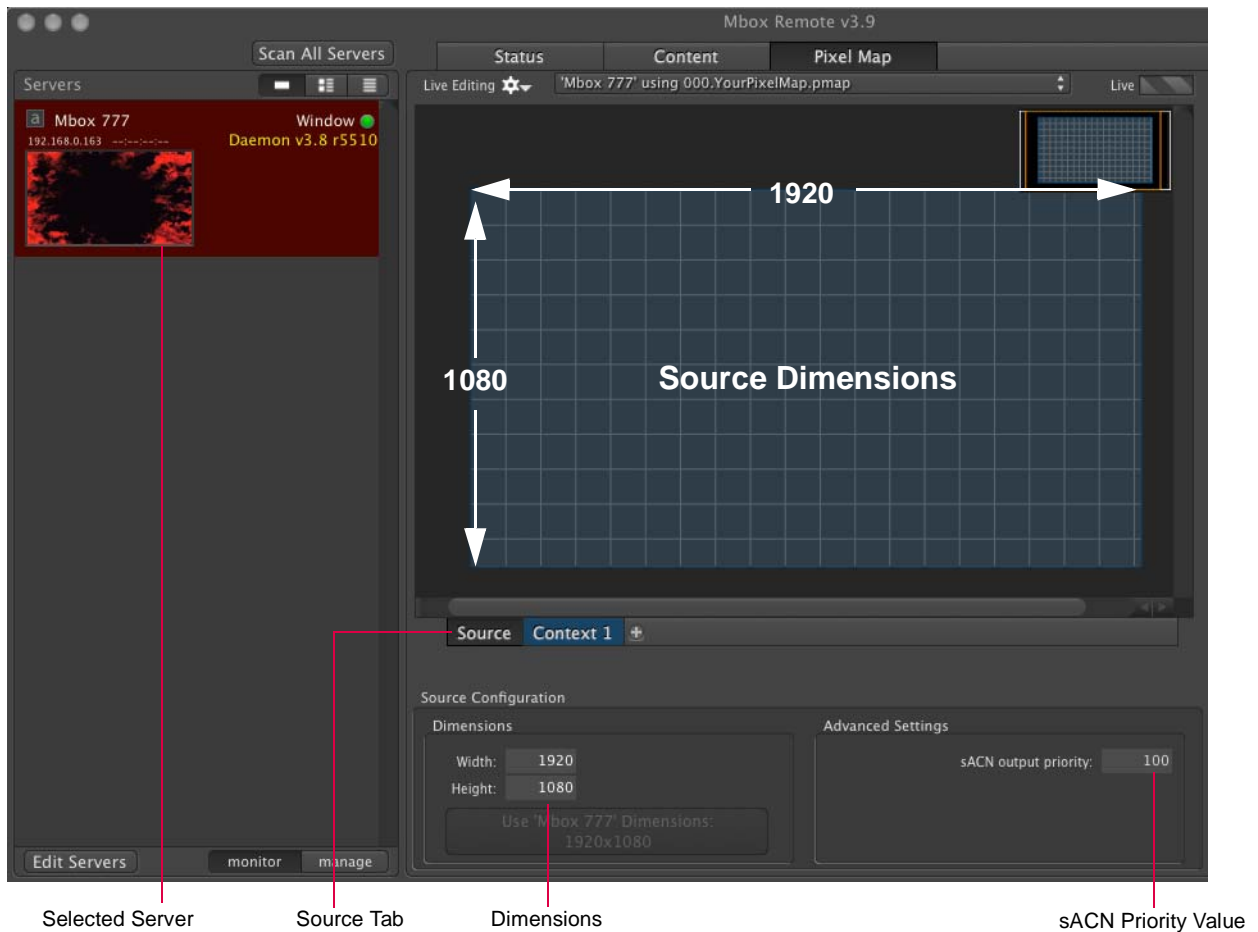 Mbox Remote v3.9
Scan All Servers
Status
Content
Pixel Map
Servers
Live Editing
'Mbox 777' using 000.YourPixelMap.pmap
Live
a
Mbox 777
Window
192.168.0.163 --:--:--:--
Daemon v3.8 r5510
1920
1080
Source Dimensions
Source
Context 1
+
Source Configuration
Dimensions
Width: 1920
Height: 1080
Use 'Mbox 777' Dimensions:
1920x1080
Advanced Settings
sACN output priority: 100
Edit Servers
monitor
manage
Selected Server
Source Tab
Dimensions
sACN Priority Value